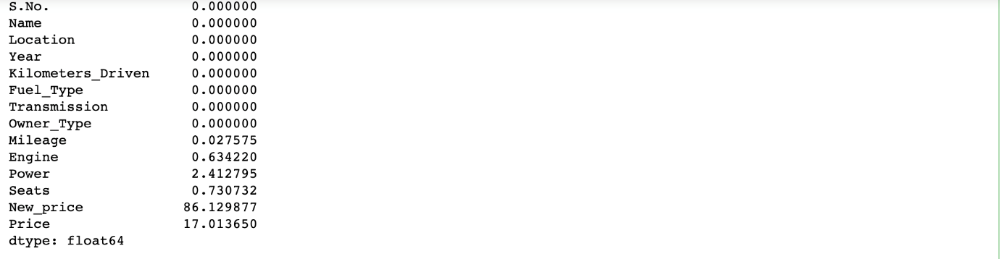 S.No. 0.000000
Name 0.000000
Location 0.000000
Year 0.000000
Kilometers_Driven 0.000000
Fuel_Type 0.000000
Transmission 0.000000
Owner_Type 0.000000
Mileage 0.027575
Engine 0.634220
Power 2.412795
Seats 0.730732
New_price 86.129877
Price 17.013650
dtype: float64